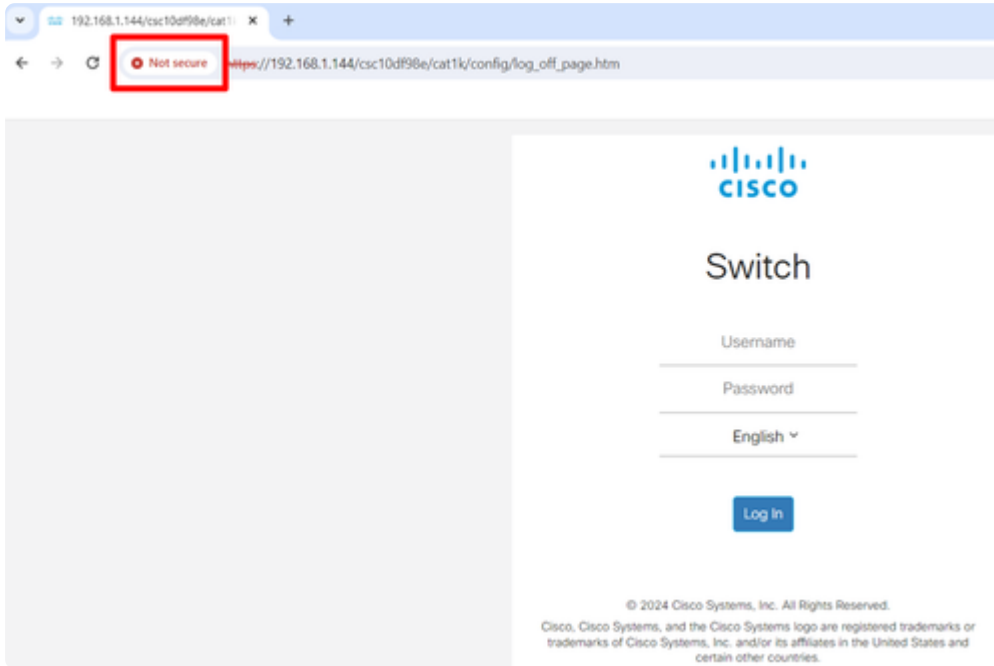 192.168.1.144/csc10df98e/cat1
Not secure https://192.168.1.144/csc10df98e/cat1k/config/log_off_page.htm
CISCO
Switch
Username
Password
English
Log In
© 2024 Cisco Systems, Inc. All Rights Reserved.
Cisco, Cisco Systems, and the Cisco Systems logo are registered trademarks or
trademarks of Cisco Systems, Inc. and/or its affiliates in the United States and
certain other countries.